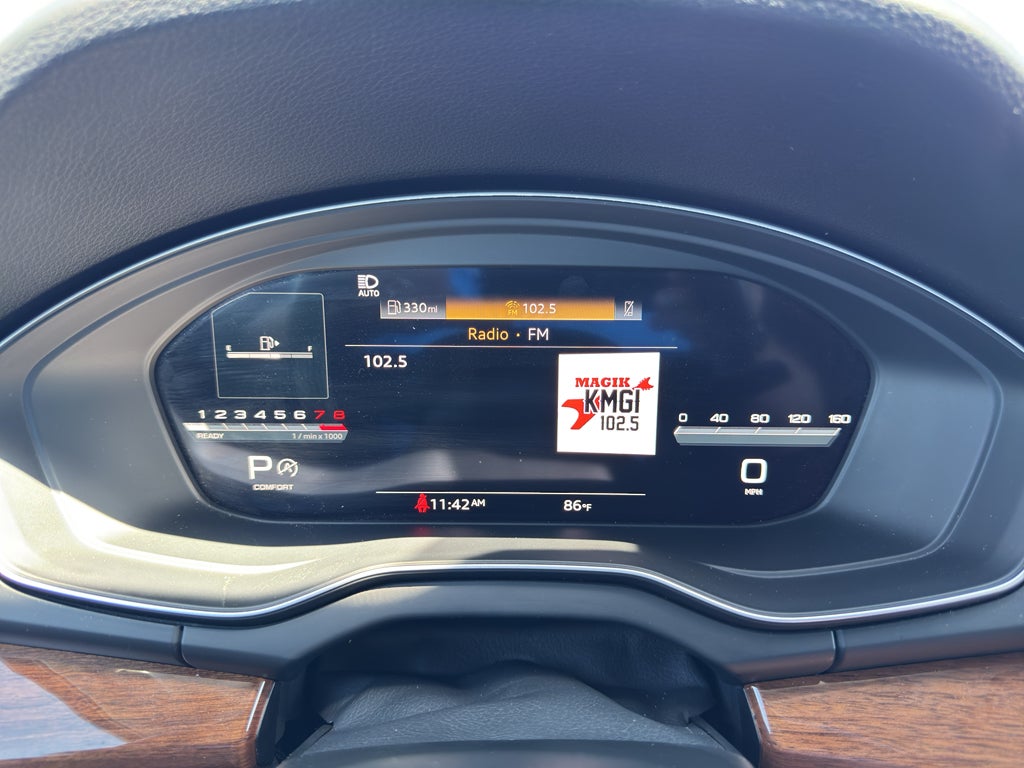 AUTO
330mi
FM 102.5
Radio · FM
102.5
MAGIK
KMGI
102.5
E F
1 2 3 4 5 6 7 8
READY 1 / min x 1000
P
COMFORT
0 40 80 120 160
0
MPH
11:42AM 86°F